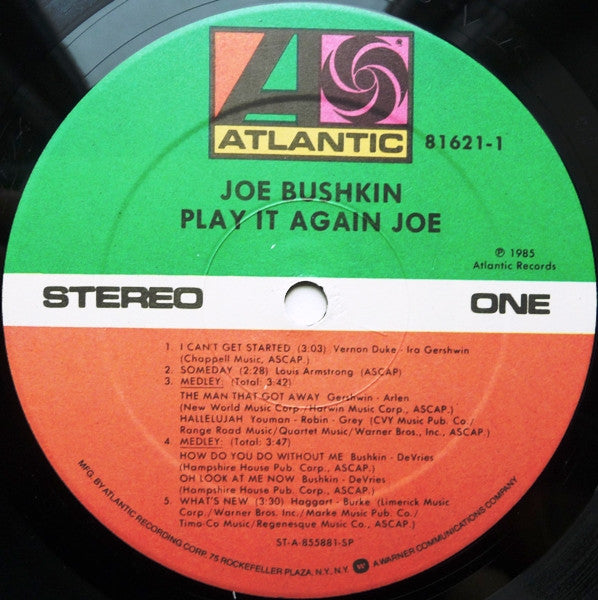 ATLANTIC
81621-1
JOE BUSHKIN
PLAY IT AGAIN JOE
℗ 1985
Atlantic Records
STEREO
ONE
1. I CAN'T GET STARTED (3:03) Vernon Duke - Ira Gershwin
(Chappell Music, ASCAP.)
2. SOMEDAY (2:28) Louis Armstrong (ASCAP)
3. MEDLEY: (Total: 3:42)
THE MAN THAT GOT AWAY Gershwin - Arlen
(New World Music Corp./Harwin Music Corp., ASCAP.)
HALLELUJAH Youman - Robin - Grey (CVY Music Pub. Co./
Range Road Music/Quartet Music/Warner Bros., Inc., ASCAP.)
4. MEDLEY: (Total: 3:47)
HOW DO YOU DO WITHOUT ME Bushkin - DeVries
(Hampshire House Pub. Corp., ASCAP.)
OH LOOK AT ME NOW Bushkin - DeVries
(Hampshire House Pub. Corp., ASCAP.)
5. WHAT'S NEW (3:30) Haggart - Burke (Limerick Music
Corp./Warner Bros. Inc./Marke Music Pub. Co./
Timo-Co Music/Regenesque Music Co., ASCAP.)
ST-A-855881-SP
MFG. BY ATLANTIC RECORDING CORP., 75 ROCKEFELLER PLAZA, N.Y., N.Y. W A WARNER COMMUNICATIONS COMPANY